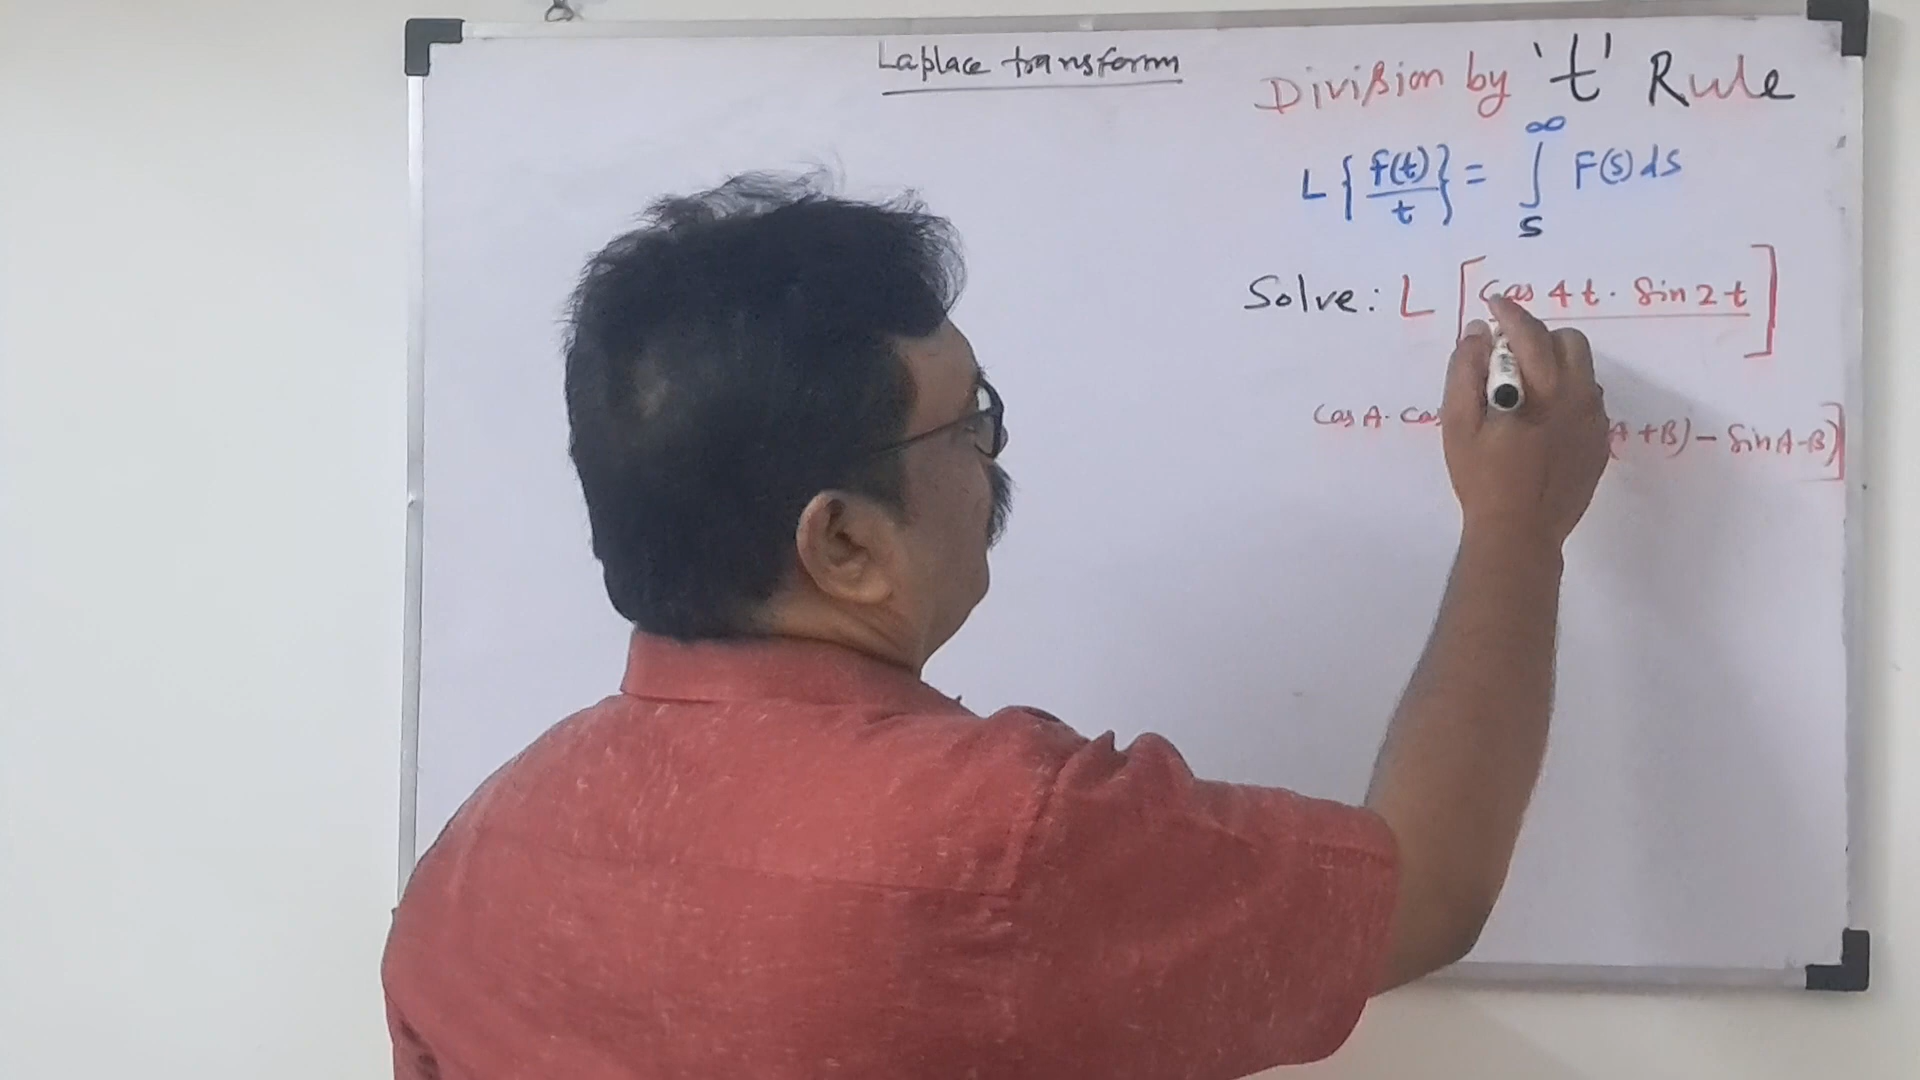 Laplace transform
Division by 't' Rule
L { f(t) / t } = ∫ₛ^∞ F(s) ds
Solve: L [ cos 4t · Sin 2t ]
Cos A. Cos A + B) - Sin A - B) ]